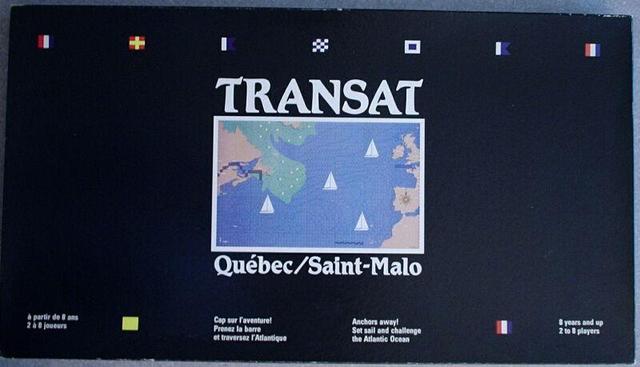 TRANSAT
Québec/Saint-Malo
à partir de 8 ans
2 à 8 joueurs
Cap sur l'aventure!
Prenez la barre
et traversez l'Atlantique
Anchors away!
Set sail and challenge
the Atlantic Ocean
8 years and up
2 to 8 players